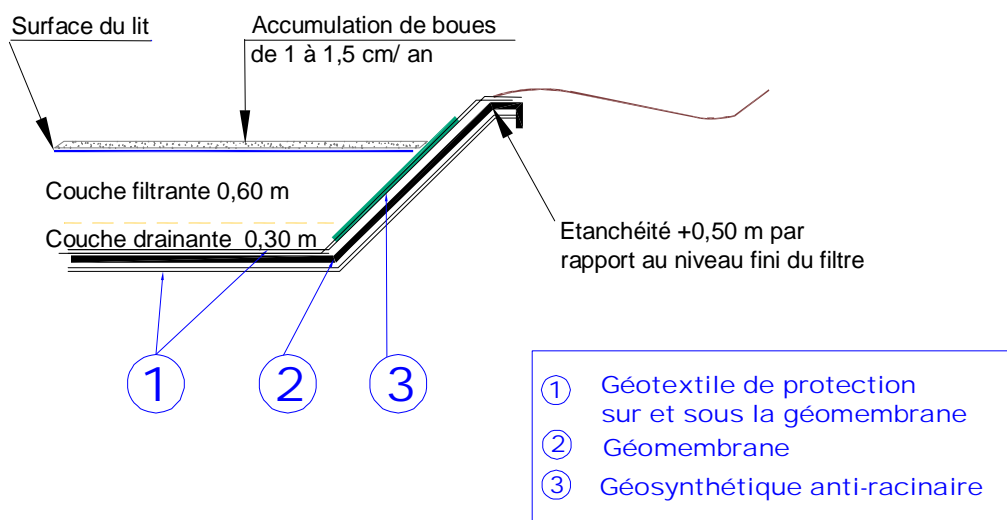 Surface du lit
Accumulation de boues
de 1 à 1,5 cm/ an
Couche filtrante 0,60 m
Couche drainante 0,30 m
Etanchéité +0,50 m par
rapport au niveau fini du filtre
1
2
3
1 Géotextile de protection
sur et sous la géomembrane
2 Géomembrane
3 Géosynthétique anti-racinaire